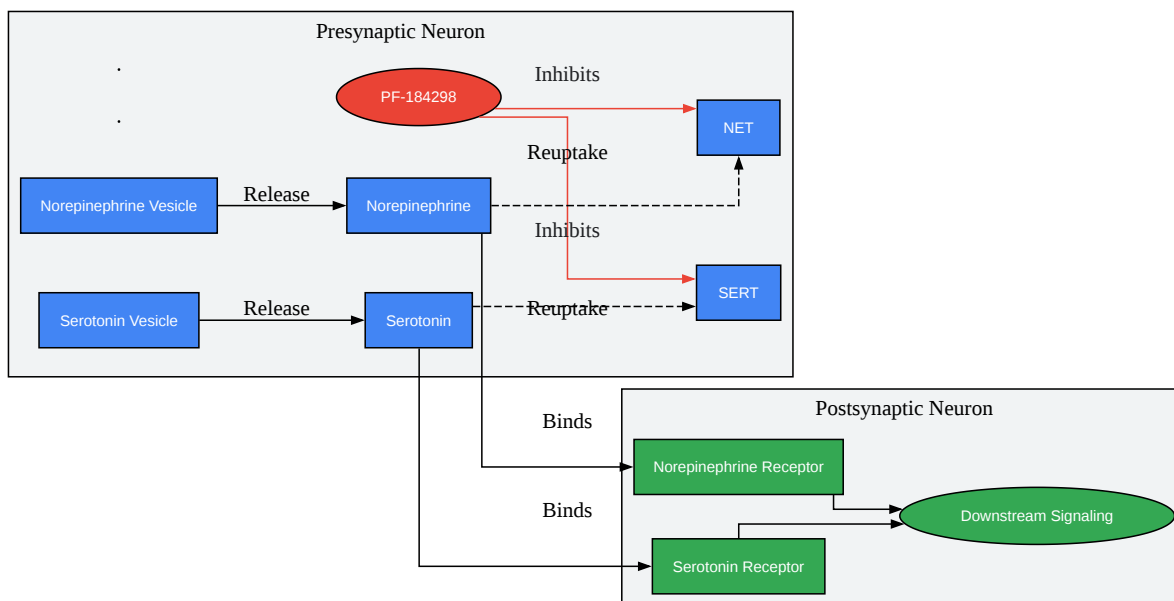 Presynaptic Neuron
.
Inhibits
PF-184298
.
NET
Reuptake
Norepinephrine Vesicle
Release
Norepinephrine
Inhibits
SERT
Serotonin Vesicle
Release
Serotonin
Reuptake
Postsynaptic Neuron
Binds
Norepinephrine Receptor
Binds
Downstream Signaling
Serotonin Receptor